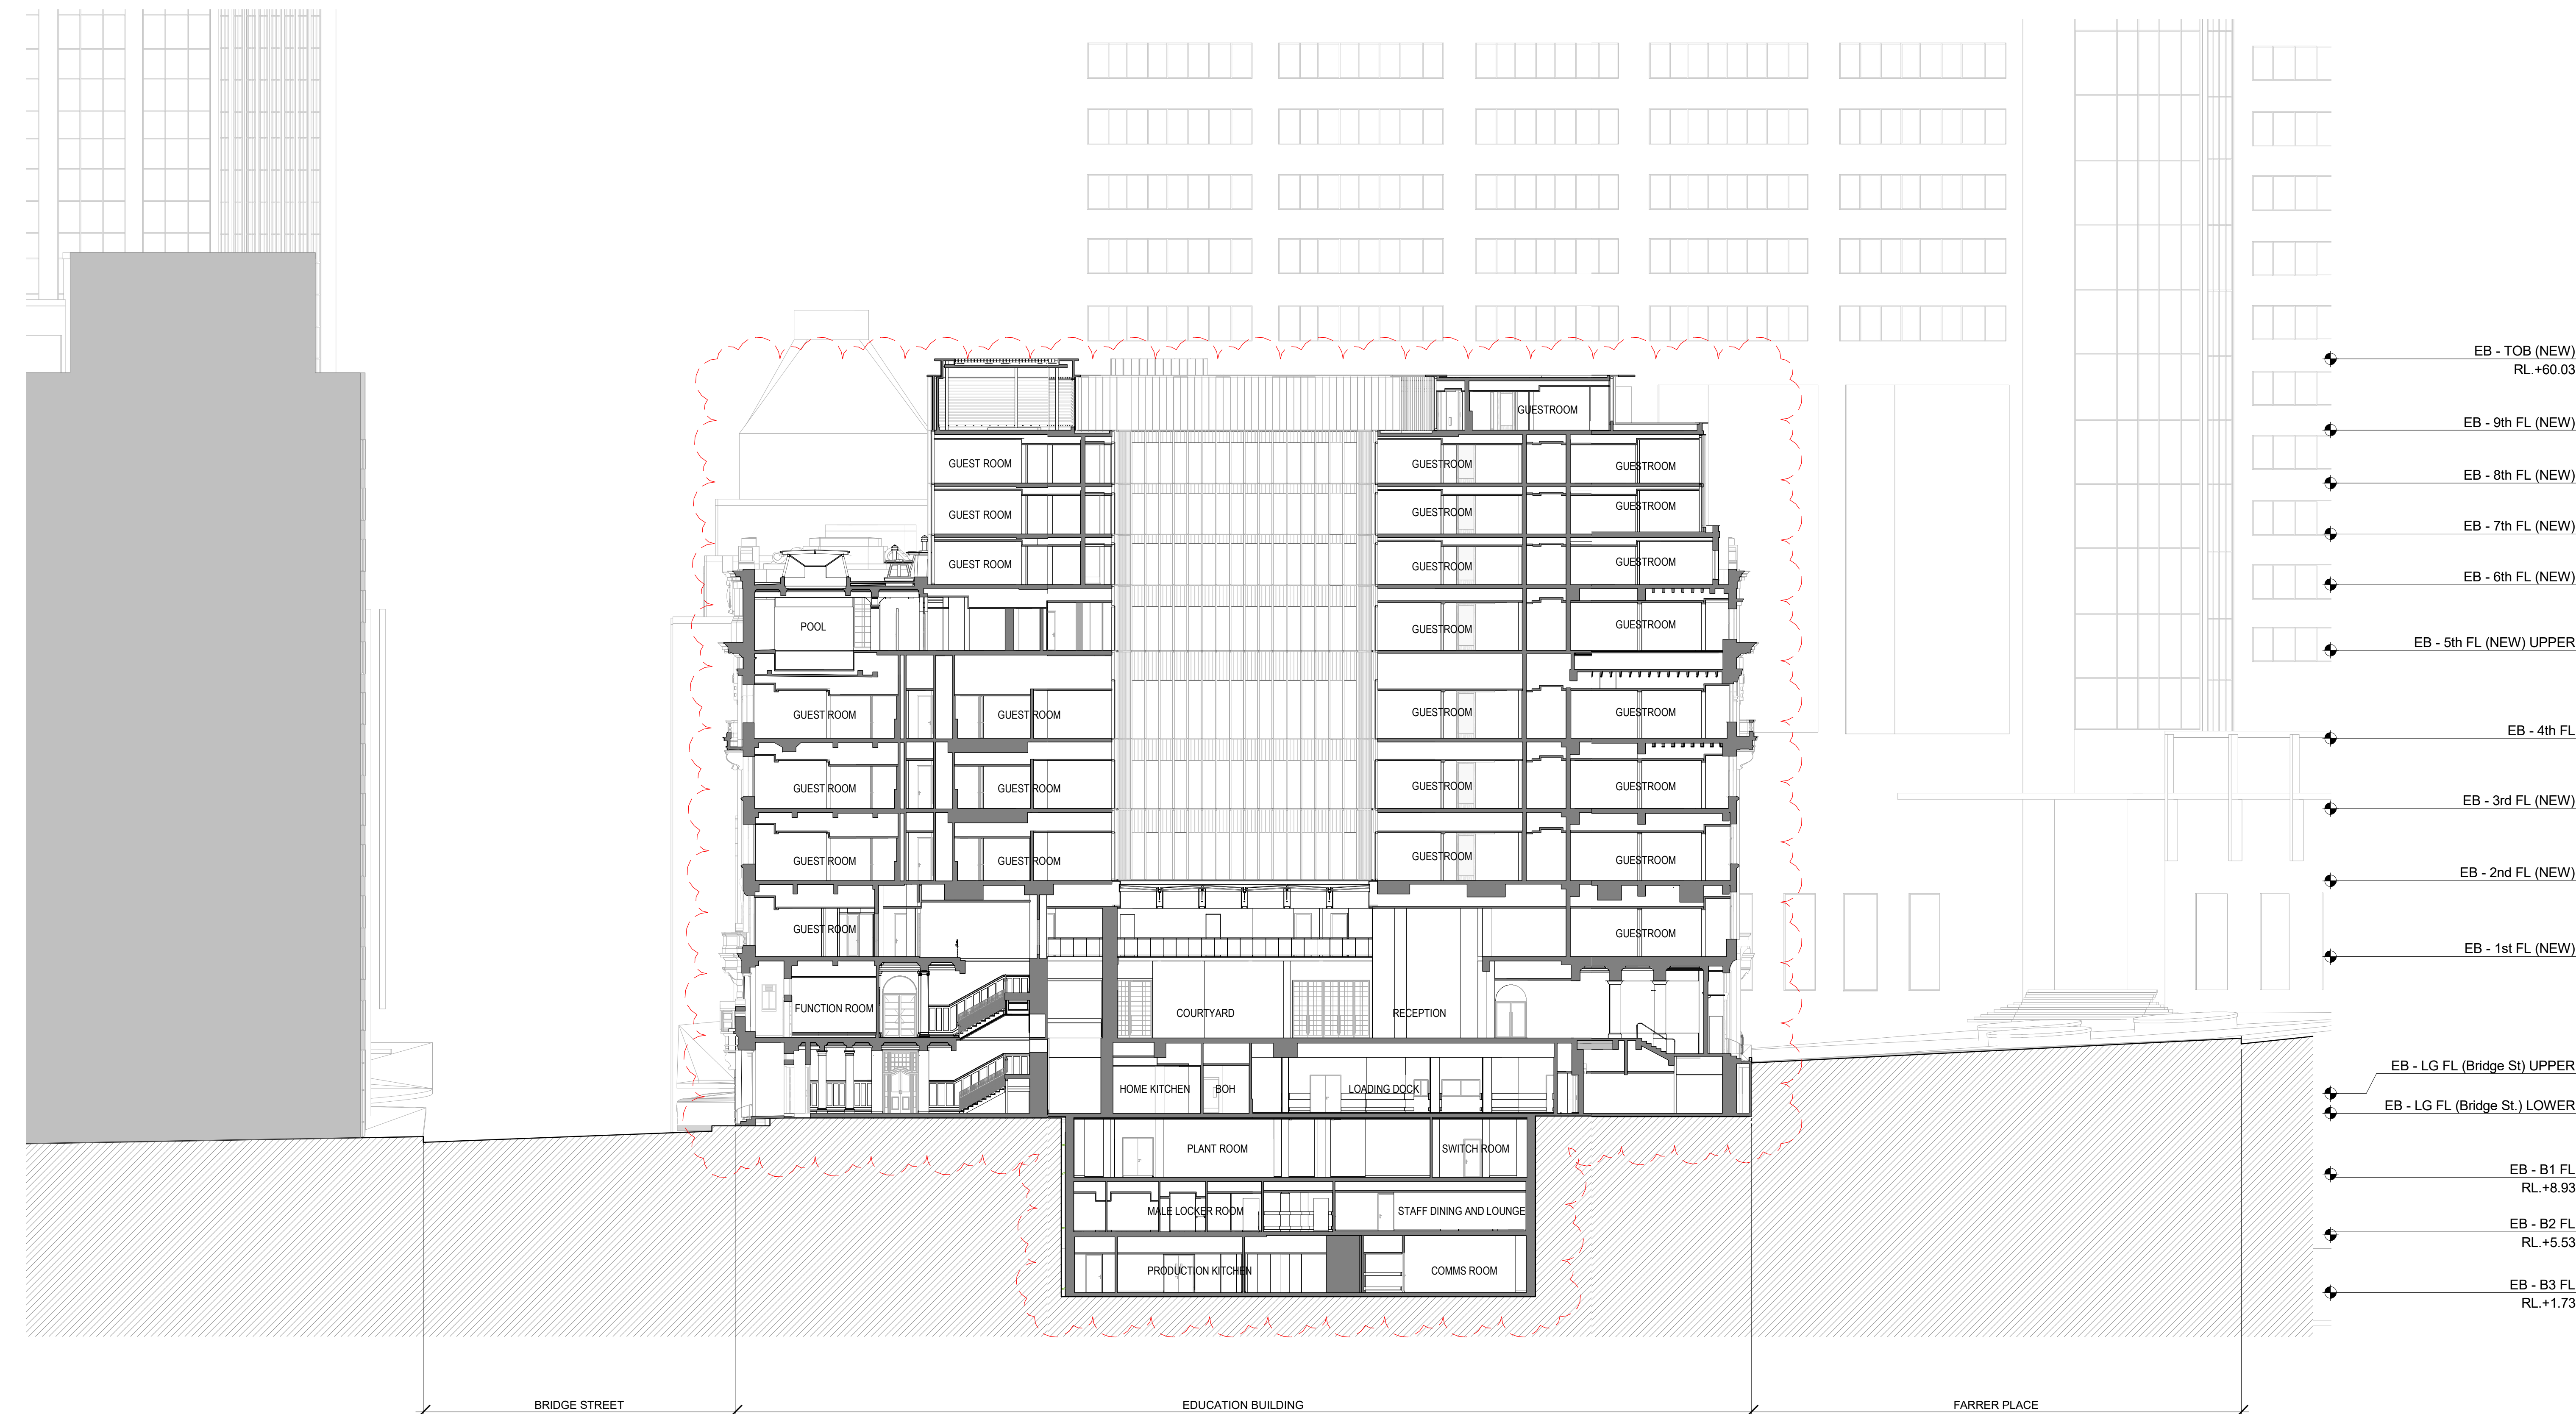 EB - TOB (NEW)
RL.+60.03
GUESTROOM
EB - 9th FL (NEW)
GUEST ROOM
GUESTROOM
GUESTROOM
EB - 8th FL (NEW)
GUEST ROOM
GUESTROOM
GUESTROOM
EB - 7th FL (NEW)
GUEST ROOM
GUESTROOM
GUESTROOM
EB - 6th FL (NEW)
POOL
GUESTROOM
GUESTROOM
EB - 5th FL (NEW) UPPER
GUEST ROOM
GUEST ROOM
GUESTROOM
GUESTROOM
EB - 4th FL
GUEST ROOM
GUEST ROOM
GUESTROOM
GUESTROOM
EB - 3rd FL (NEW)
GUEST ROOM
GUEST ROOM
GUESTROOM
GUESTROOM
EB - 2nd FL (NEW)
GUEST ROOM
GUESTROOM
EB - 1st FL (NEW)
FUNCTION ROOM
COURTYARD
RECEPTION
EB - LG FL (Bridge St) UPPER
HOME KITCHEN
BOH
LOADING DOCK
EB - LG FL (Bridge St.) LOWER
PLANT ROOM
SWITCH ROOM
EB - B1 FL
RL.+8.93
MALE LOCKER ROOM
STAFF DINING AND LOUNGE
EB - B2 FL
RL.+5.53
PRODUCTION KITCHEN
COMMS ROOM
EB - B3 FL
RL.+1.73
BRIDGE STREET
EDUCATION BUILDING
FARRER PLACE